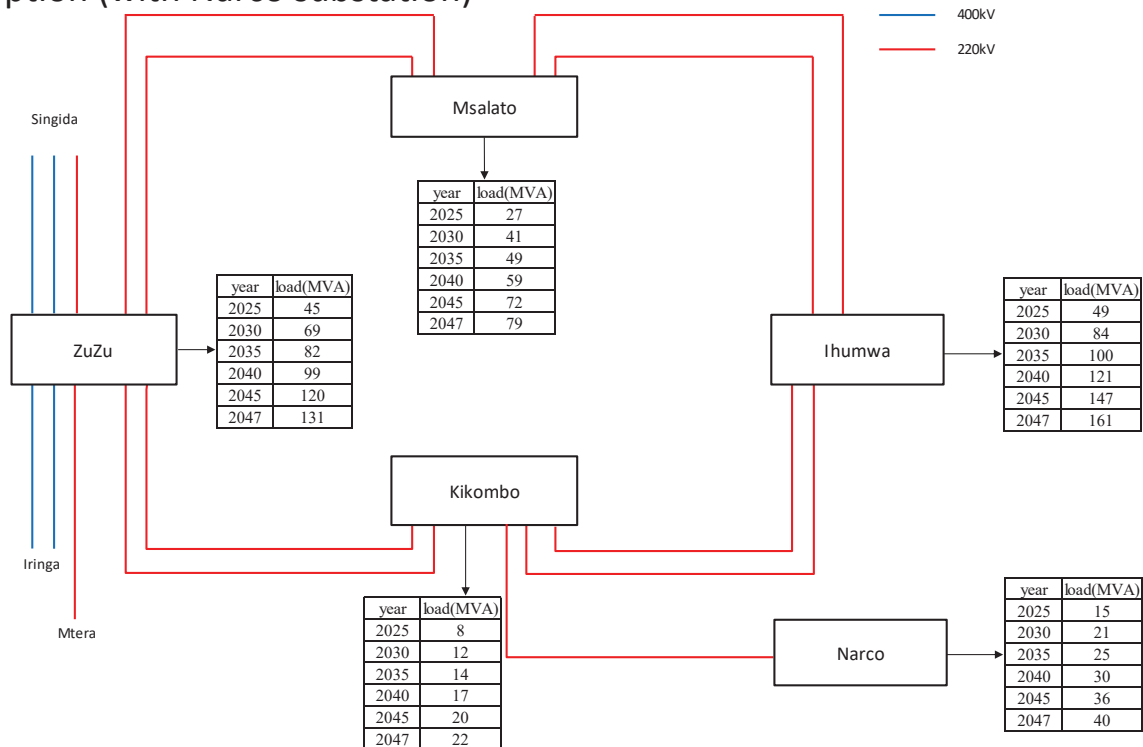 400kV
220kV
Msalato
Singida
year load(MVA)
2025 27
2030 41
2035 49
2040 59
2045 72
2047 79
ZuZu
year load(MVA)
2025 45
2030 69
2035 82
2040 99
2045 120
2047 131
Ihumwa
year load(MVA)
2025 49
2030 84
2035 100
2040 121
2045 147
2047 161
Kikombo
Iringa
Mtera
year load(MVA)
2025 8
2030 12
2035 14
2040 17
2045 20
2047 22
Narco
year load(MVA)
2025 15
2030 21
2035 25
2040 30
2045 36
2047 40